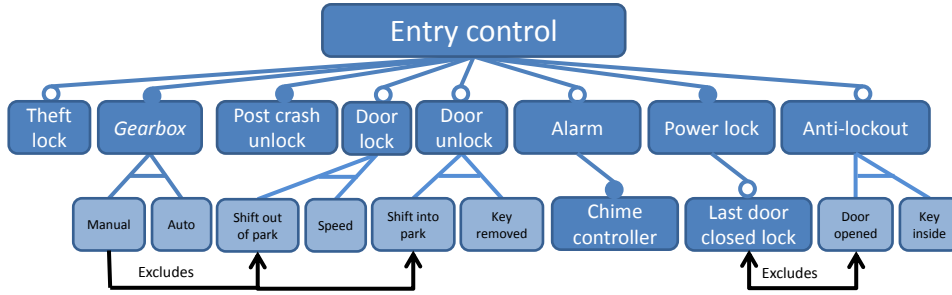 Entry control
Theft
lock
Gearbox
Post crash
unlock
Door
lock
Door
unlock
Alarm
Power lock
Anti-lockout
Manual
Auto
Shift out
of park
Speed
Shift into
park
Key
removed
Chime
controller
Last door
closed lock
Door
opened
Key
inside
Excludes
Excludes